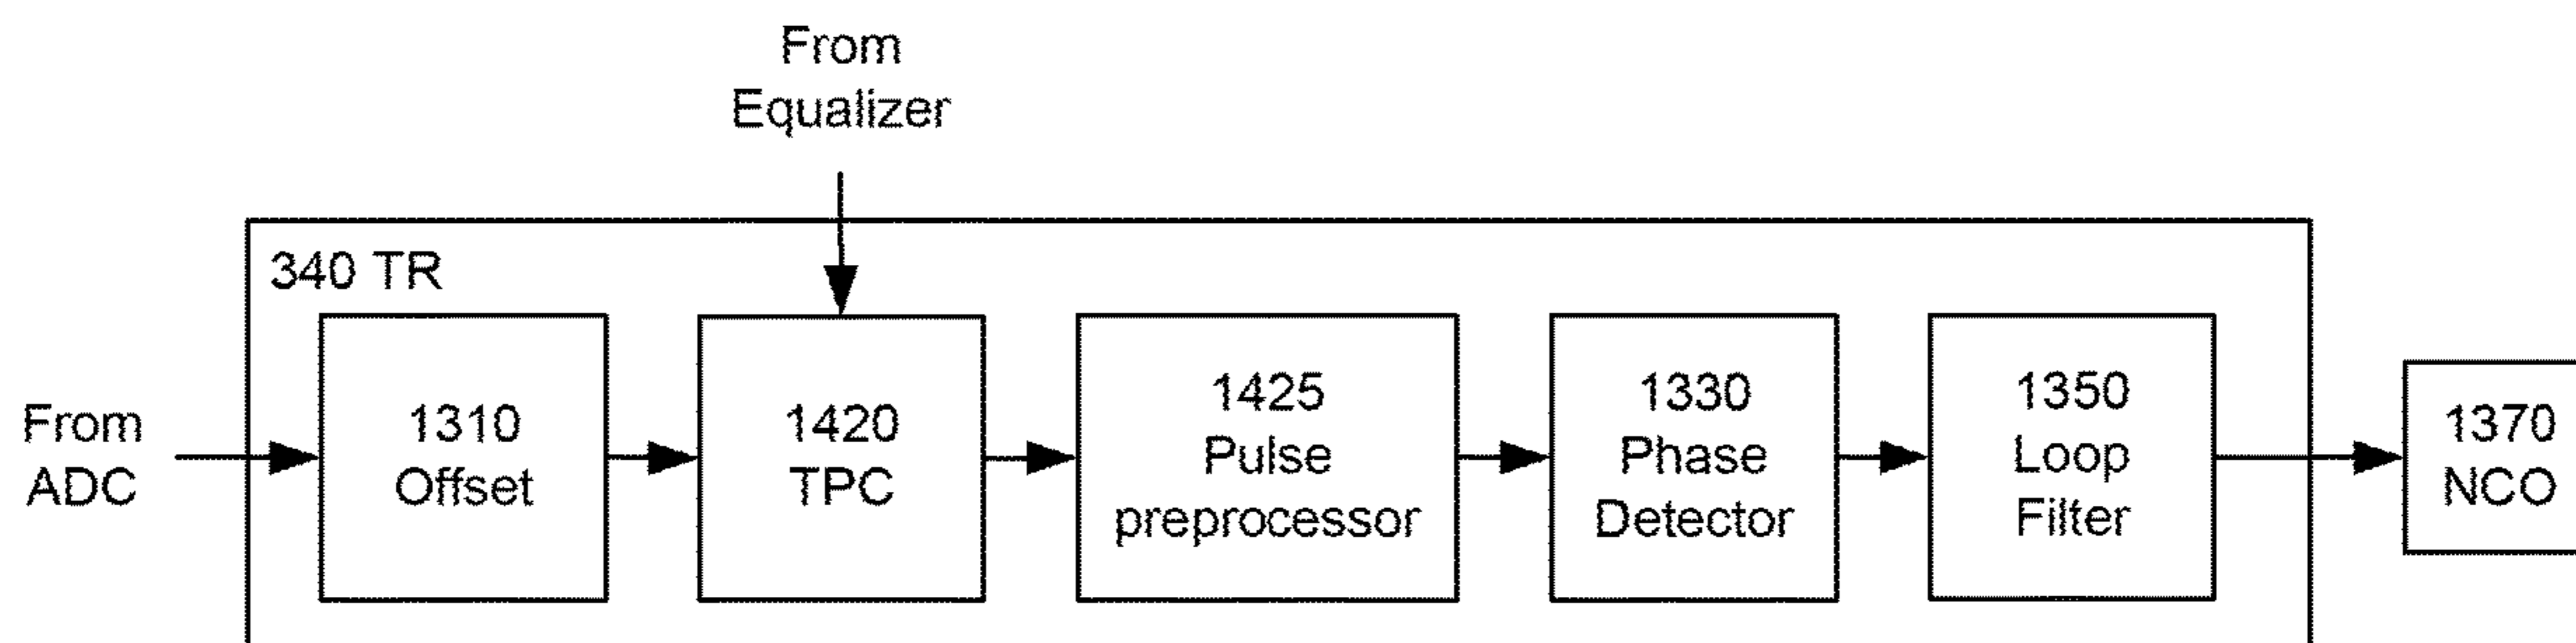 From
Equalizer
340 TR
From
ADC
1310
Offset
1420
TPC
1425
Pulse
preprocessor
1330
Phase
Detector
1350
Loop
Filter
1370
NCO